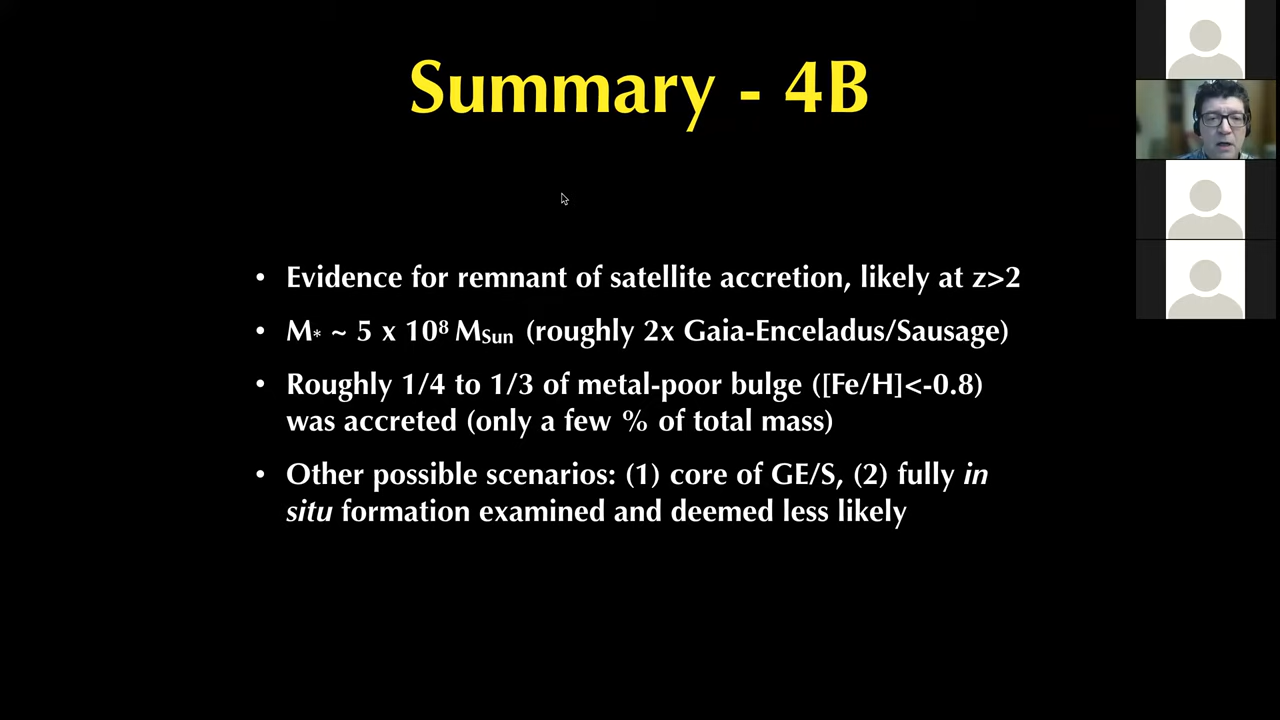 Summary - 4B
• Evidence for remnant of satellite accretion, likely at z>2
• M* ~ 5 x 10⁸ MSun (roughly 2x Gaia-Enceladus/Sausage)
• Roughly 1/4 to 1/3 of metal-poor bulge ([Fe/H]<-0.8)
was accreted (only a few % of total mass)
• Other possible scenarios: (1) core of GE/S, (2) fully in
situ formation examined and deemed less likely